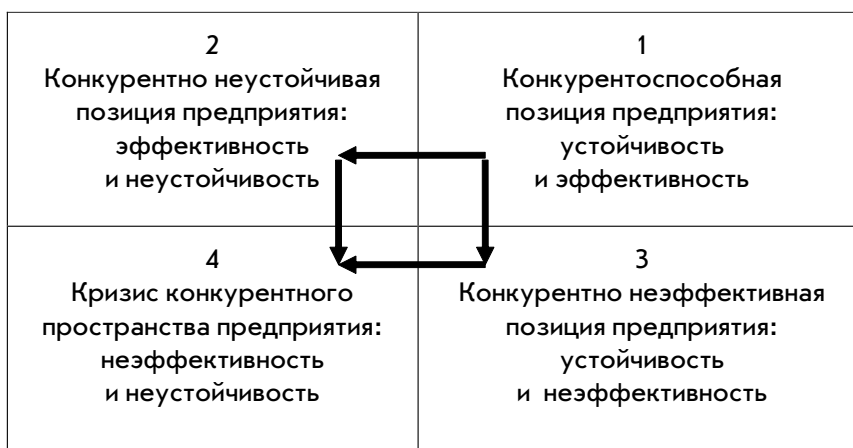 2
Конкурентно неустойчивая
позиция предприятия:
эффективность
и неустойчивость
1
Конкурентоспособная
позиция предприятия:
устойчивость
и эффективность
4
Кризис конкурентного
пространства предприятия:
неэффективность
и неустойчивость
3
Конкурентно неэффективная
позиция предприятия:
устойчивость
и неэффективность